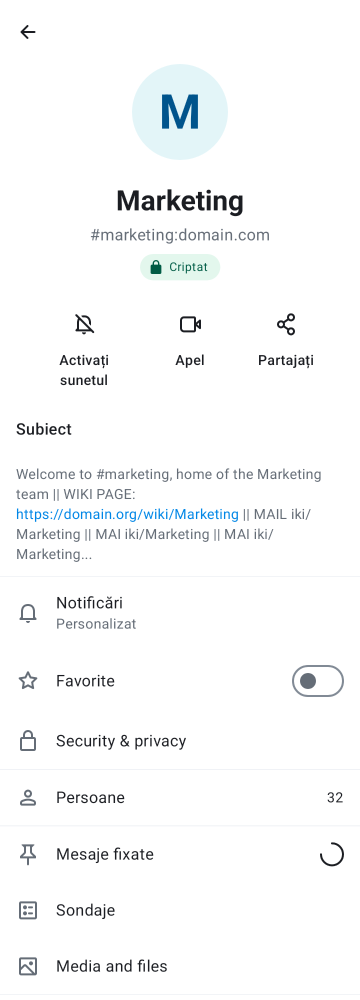 M
Marketing
#marketing:domain.com
Criptat
Activați
sunetul
Apel
Partajați
Subiect
Welcome to #marketing, home of the Marketing
team || WIKI PAGE:
https://domain.org/wiki/Marketing || MAIL iki/
Marketing || MAI iki/Marketing || MAI iki/
Marketing...
Notificări
Personalizat
Favorite
Security & privacy
Persoane 32
Mesaje fixate
Sondaje
Media and files